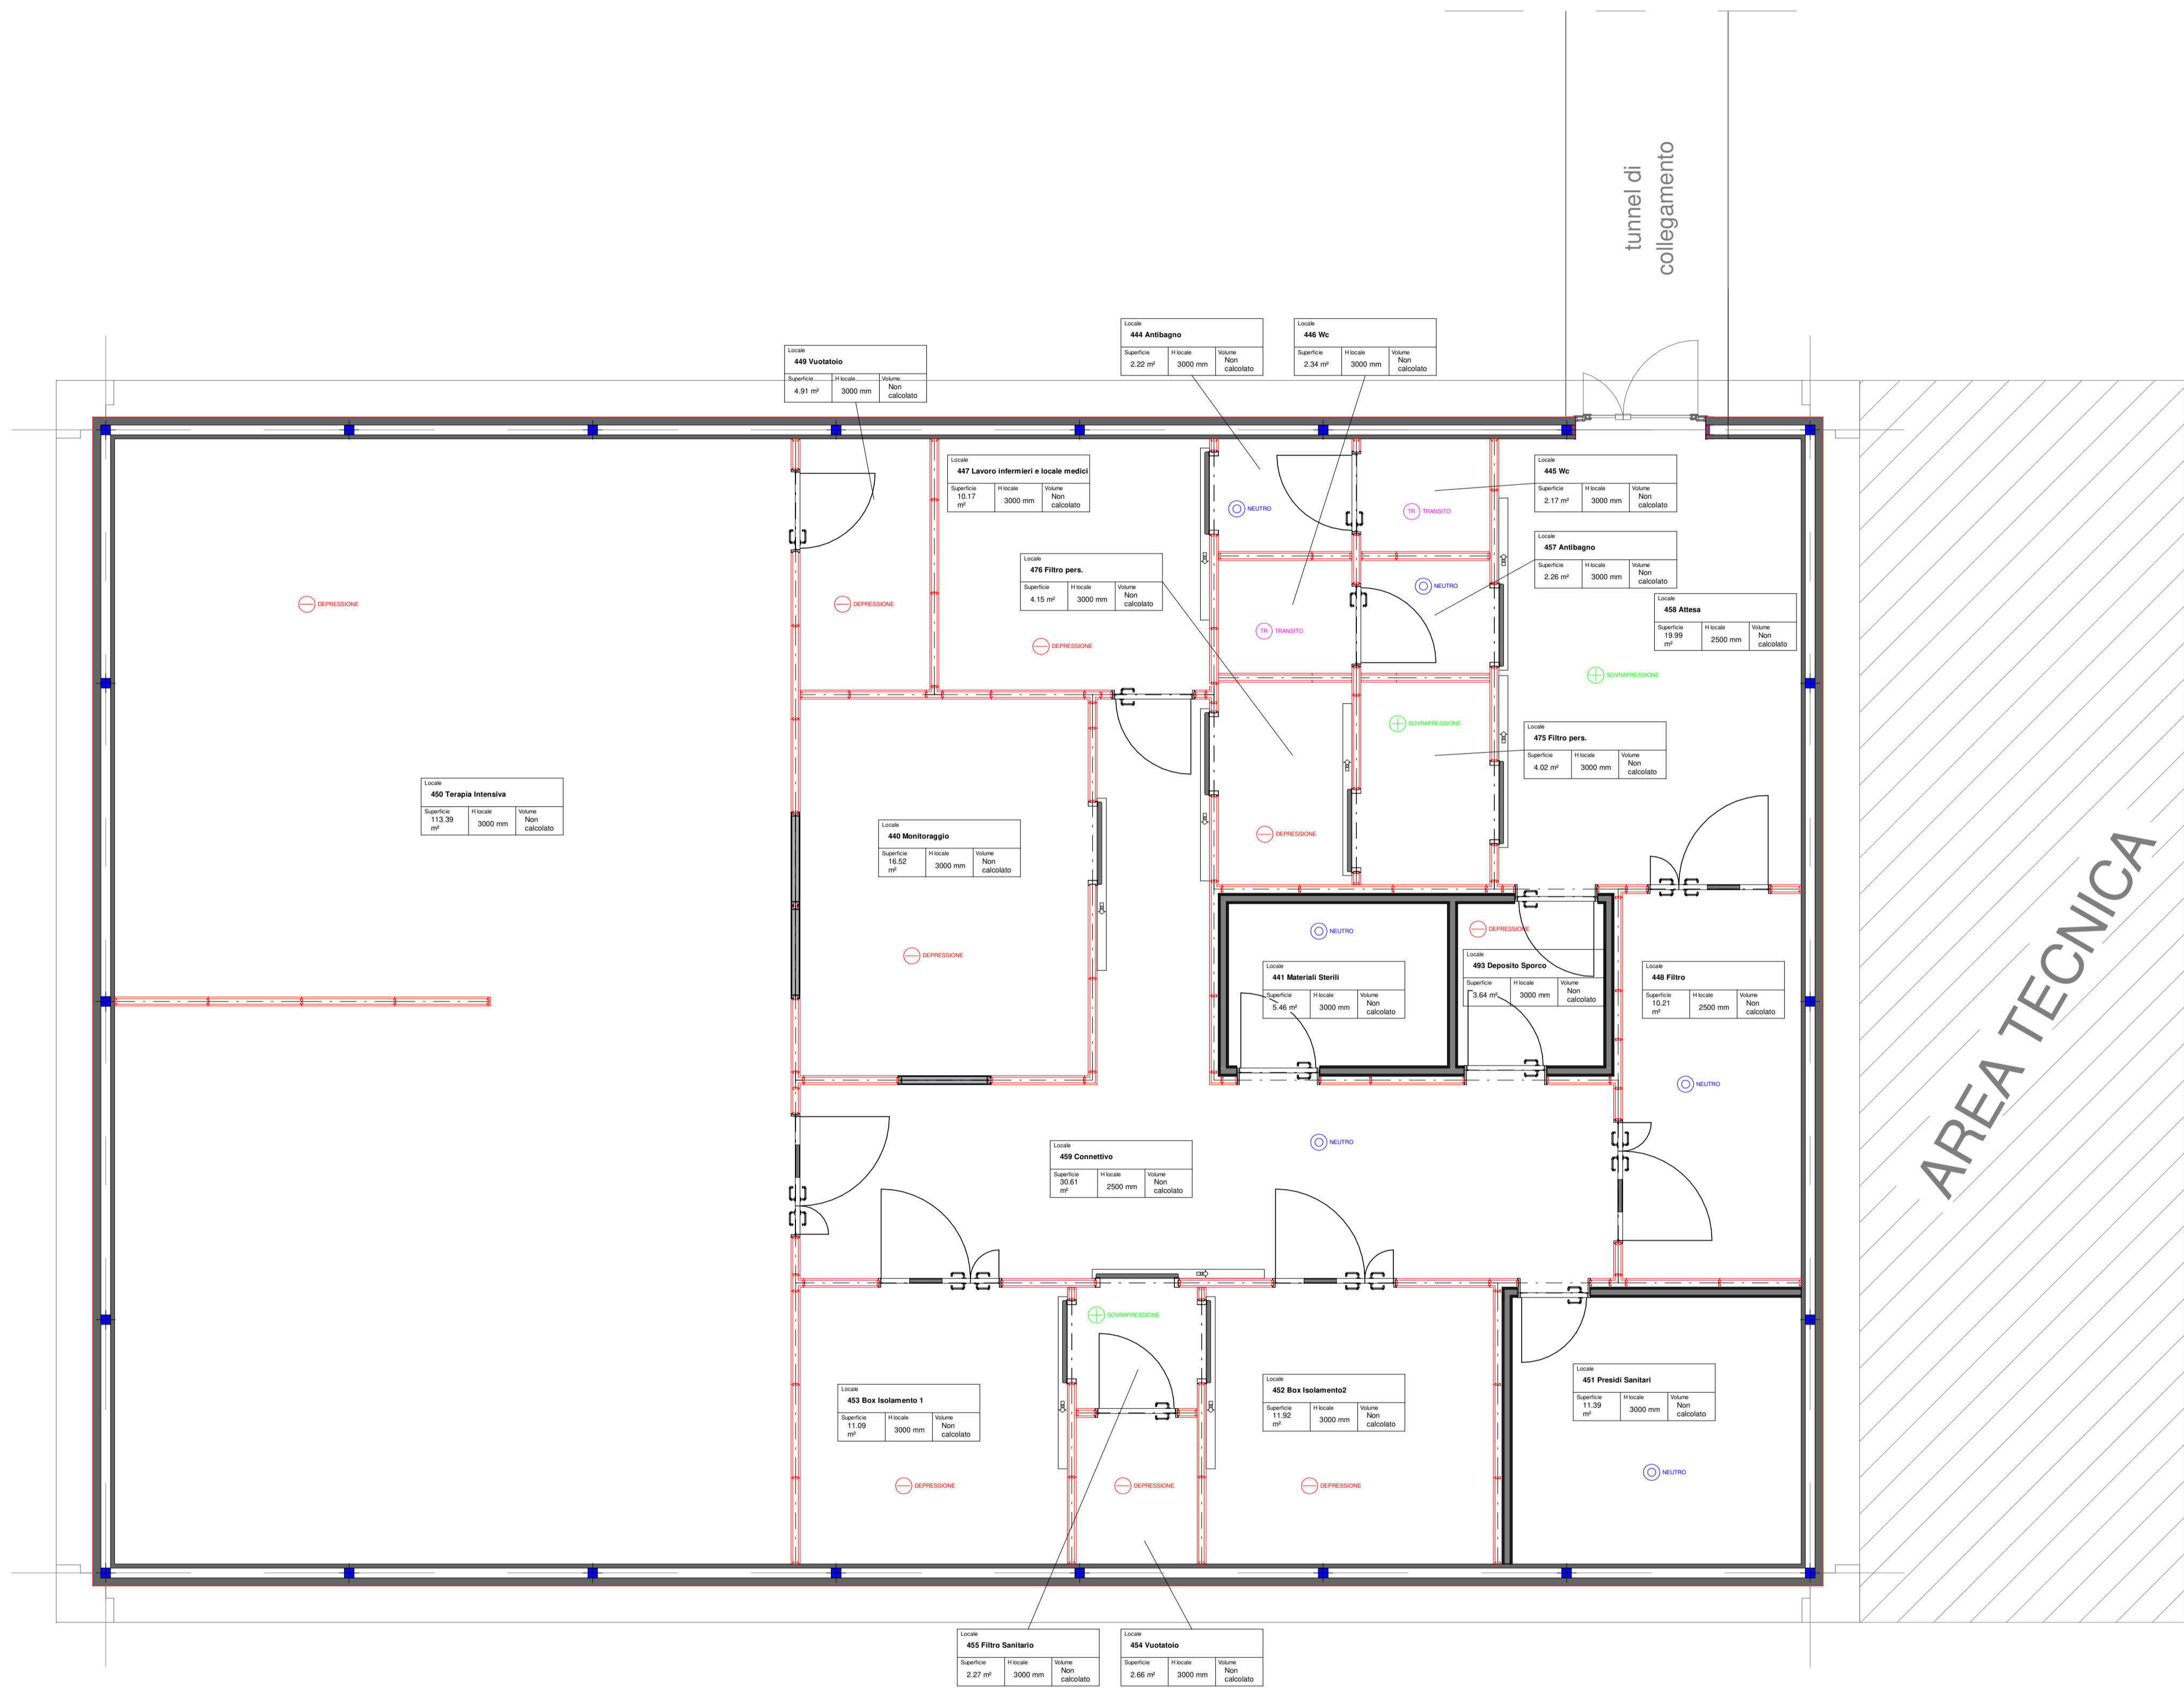 tunnel di
collegamento
Locale
444 Antibagno
Superficie H locale Volume
2.22 m² 3000 mm Non
calcolato
Locale
446 Wc
Superficie H locale Volume
2.34 m² 3000 mm Non
calcolato
Locale
449 Vuotatoio
Superficie H locale Volume
4.91 m² 3000 mm Non
calcolato
Locale
447 Lavoro infermieri e locale medici
Superficie H locale Volume
10.17 3000 mm Non
m² calcolato
Locale
445 Wc
Superficie H locale Volume
2.17 m² 3000 mm Non
calcolato
NEUTRO
TR TRANSITO
Locale
457 Antibagno
Superficie H locale Volume
2.26 m² 3000 mm Non
calcolato
Locale
476 Filtro pers.
Superficie H locale Volume
4.15 m² 3000 mm Non
calcolato
NEUTRO
DEPRESSIONE
DEPRESSIONE
Locale
458 Attesa
Superficie H locale Volume
19.99 2500 mm Non
m² calcolato
TR TRANSITO
DEPRESSIONE
SOVRAPRESSIONE
SOVRAPRESSIONE
Locale
475 Filtro pers.
Superficie H locale Volume
4.02 m² 3000 mm Non
calcolato
Locale
450 Terapia Intensiva
Superficie H locale Volume
113.39 3000 mm Non
m² calcolato
Locale
440 Monitoraggio
Superficie H locale Volume
16.52 3000 mm Non
m² calcolato
DEPRESSIONE
AREA TECNICA
NEUTRO
DEPRESSIONE
DEPRESSIONE
Locale
441 Materiali Sterili
Superficie H locale Volume
5.46 m² 3000 mm Non
calcolato
Locale
493 Deposito Sporco
Superficie H locale Volume
3.64 m² 3000 mm Non
calcolato
Locale
448 Filtro
Superficie H locale Volume
10.21 2500 mm Non
m² calcolato
NEUTRO
NEUTRO
Locale
459 Connettivo
Superficie H locale Volume
30.61 2500 mm Non
m² calcolato
SOVRAPRESSIONE
Locale
453 Box Isolamento 1
Superficie H locale Volume
11.09 3000 mm Non
m² calcolato
Locale
452 Box Isolamento2
Superficie H locale Volume
11.92 3000 mm Non
m² calcolato
Locale
451 Presidi Sanitari
Superficie H locale Volume
11.39 3000 mm Non
m² calcolato
NEUTRO
DEPRESSIONE
DEPRESSIONE
DEPRESSIONE
Locale
455 Filtro Sanitario
Superficie H locale Volume
2.27 m² 3000 mm Non
calcolato
Locale
454 Vuotatoio
Superficie H locale Volume
2.66 m² 3000 mm Non
calcolato